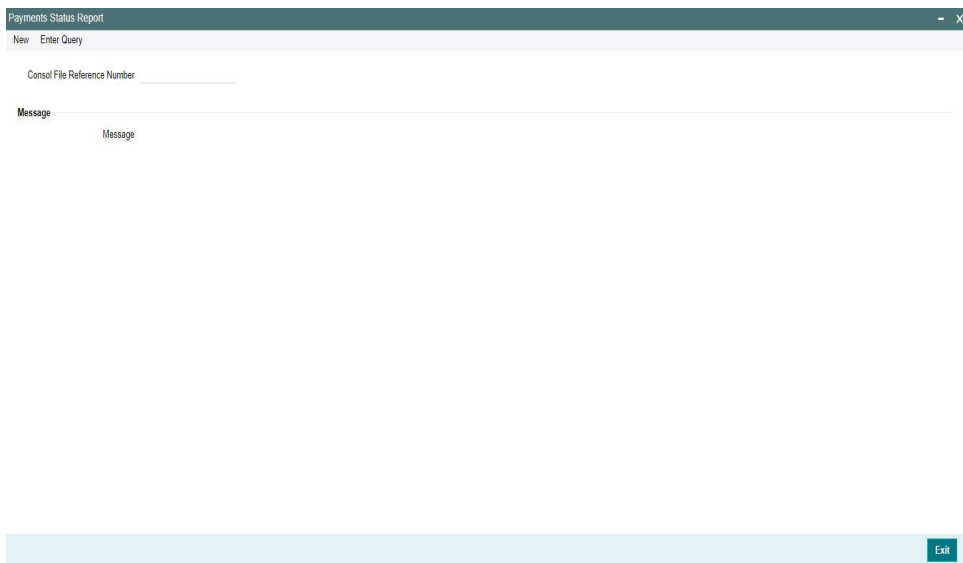 Payments Status Report
New Enter Query
Consol File Reference Number
Message
Message
Exit